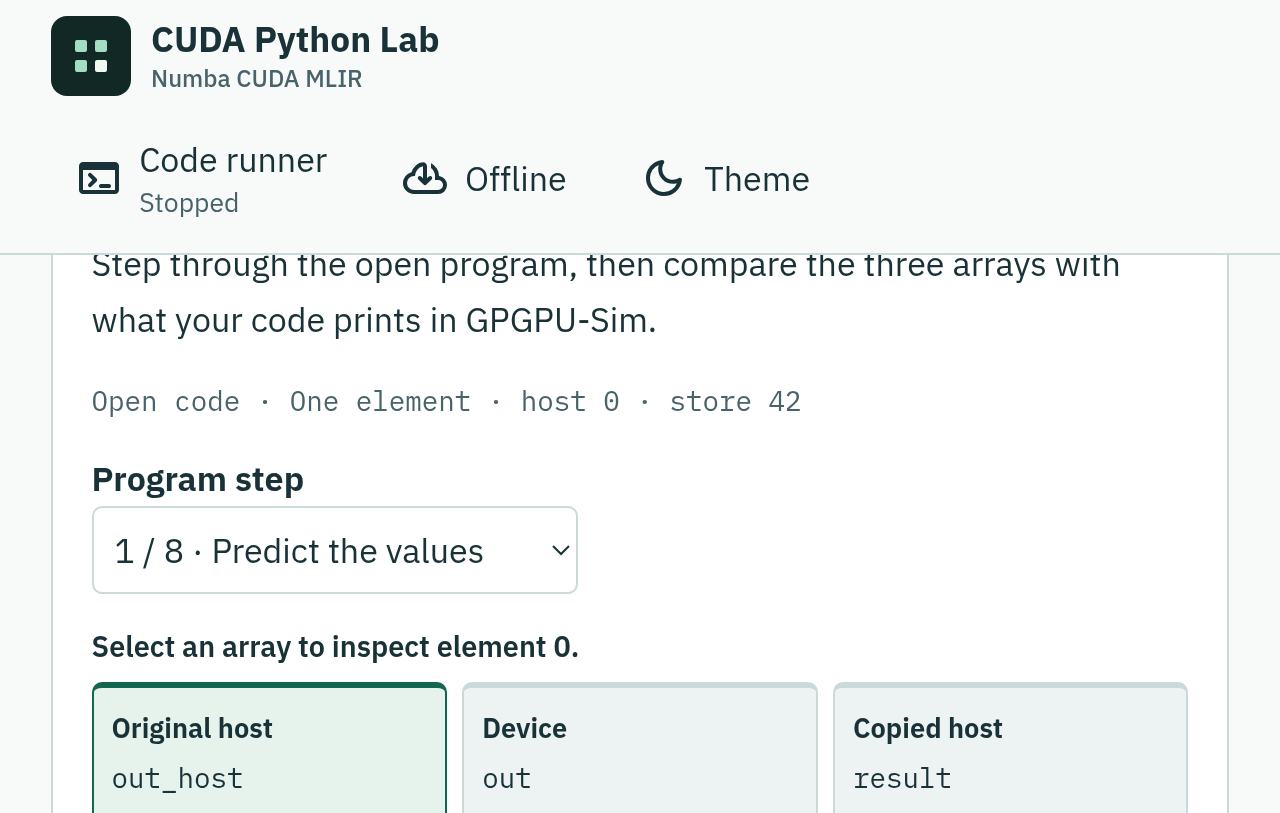 CUDA Python Lab
Numba CUDA MLIR
Code runner
Stopped
Offline
Theme
Step through the open program, then compare the three arrays with
what your code prints in GPGPU-Sim.
Open code · One element · host 0 · store 42
Program step
1 / 8 · Predict the values
Select an array to inspect element 0.
Original host
out_host
Device
out
Copied host
result